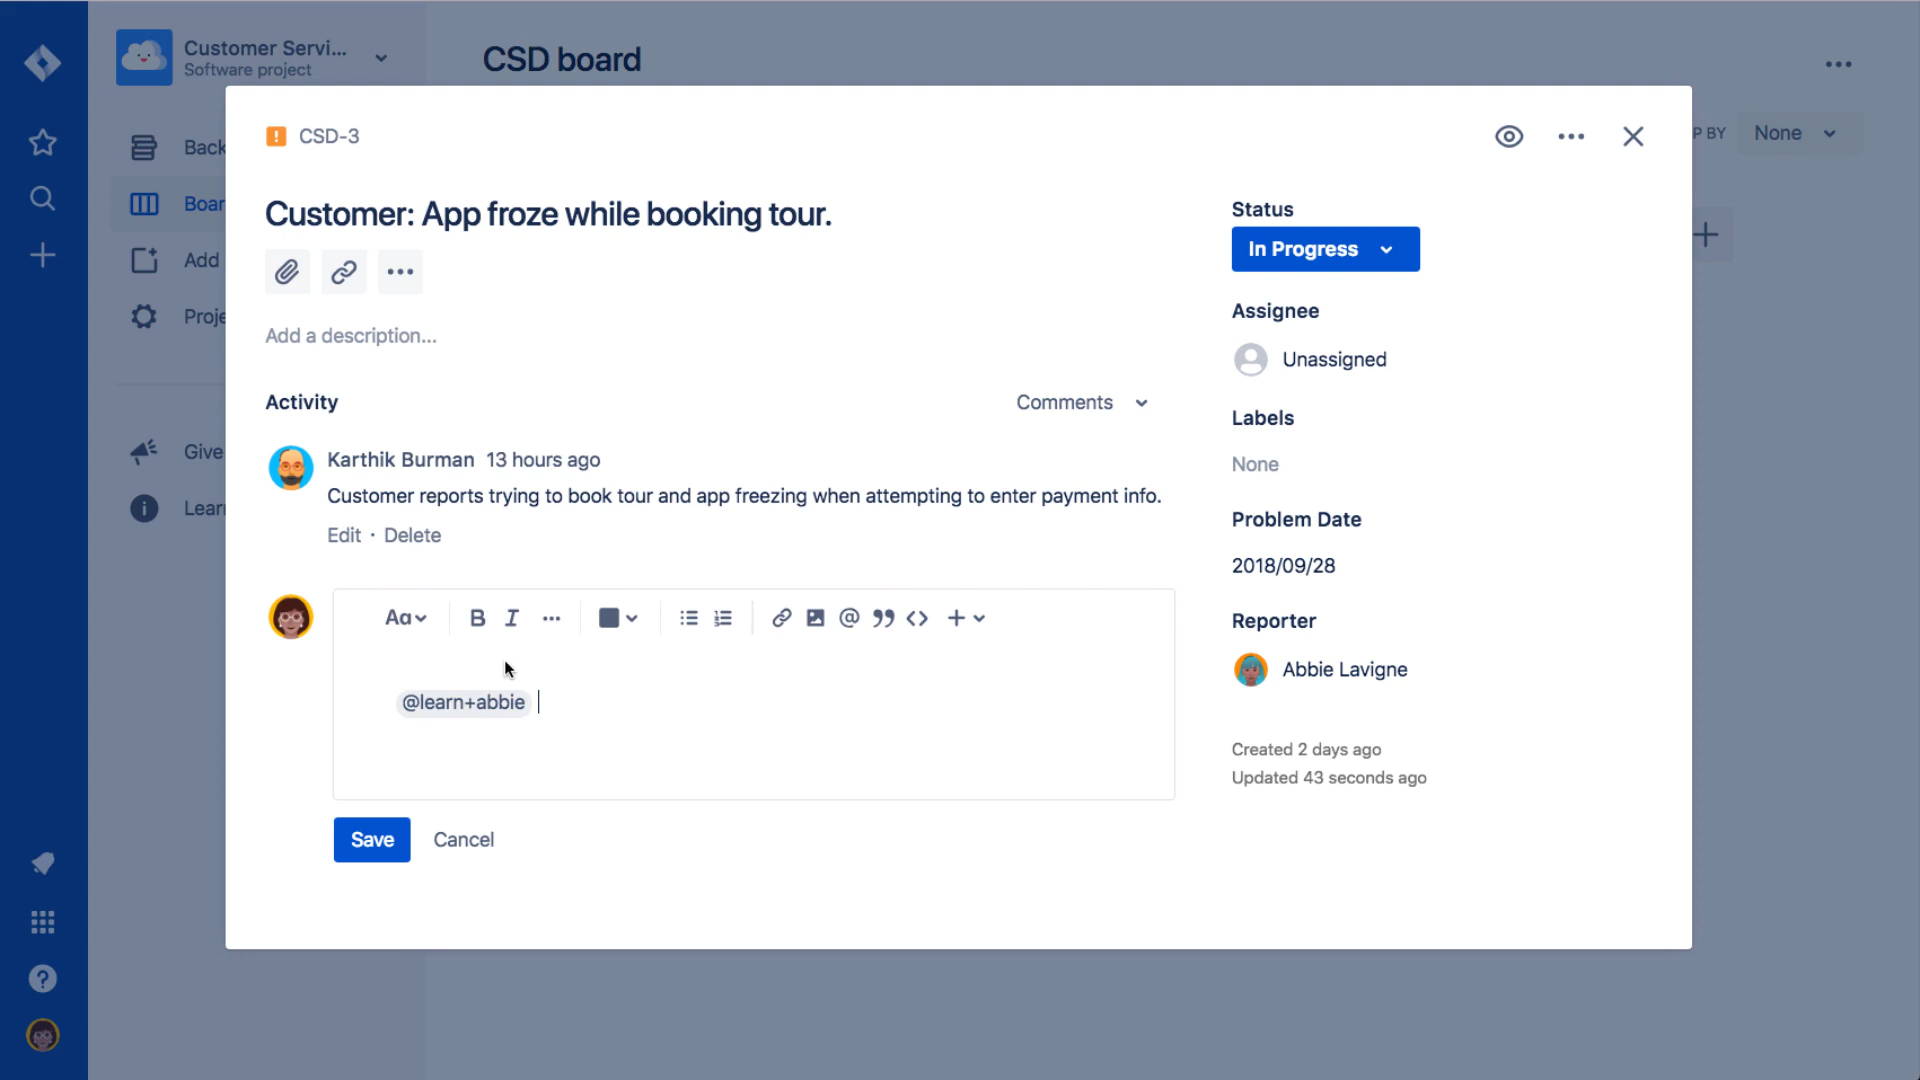 Customer Servi...
Software project
CSD board
Back
Boar
Add
Proje
Give
Lear
P BY
None
CSD-3
Customer: App froze while booking tour.
Add a description...
Activity
Comments
Karthik Burman 13 hours ago
Customer reports trying to book tour and app freezing when attempting to enter payment info.
Edit · Delete
Aa
B I
@learn+abbie
Save
Cancel
Status
In Progress
Assignee
Unassigned
Labels
None
Problem Date
2018/09/28
Reporter
Abbie Lavigne
Created 2 days ago
Updated 43 seconds ago